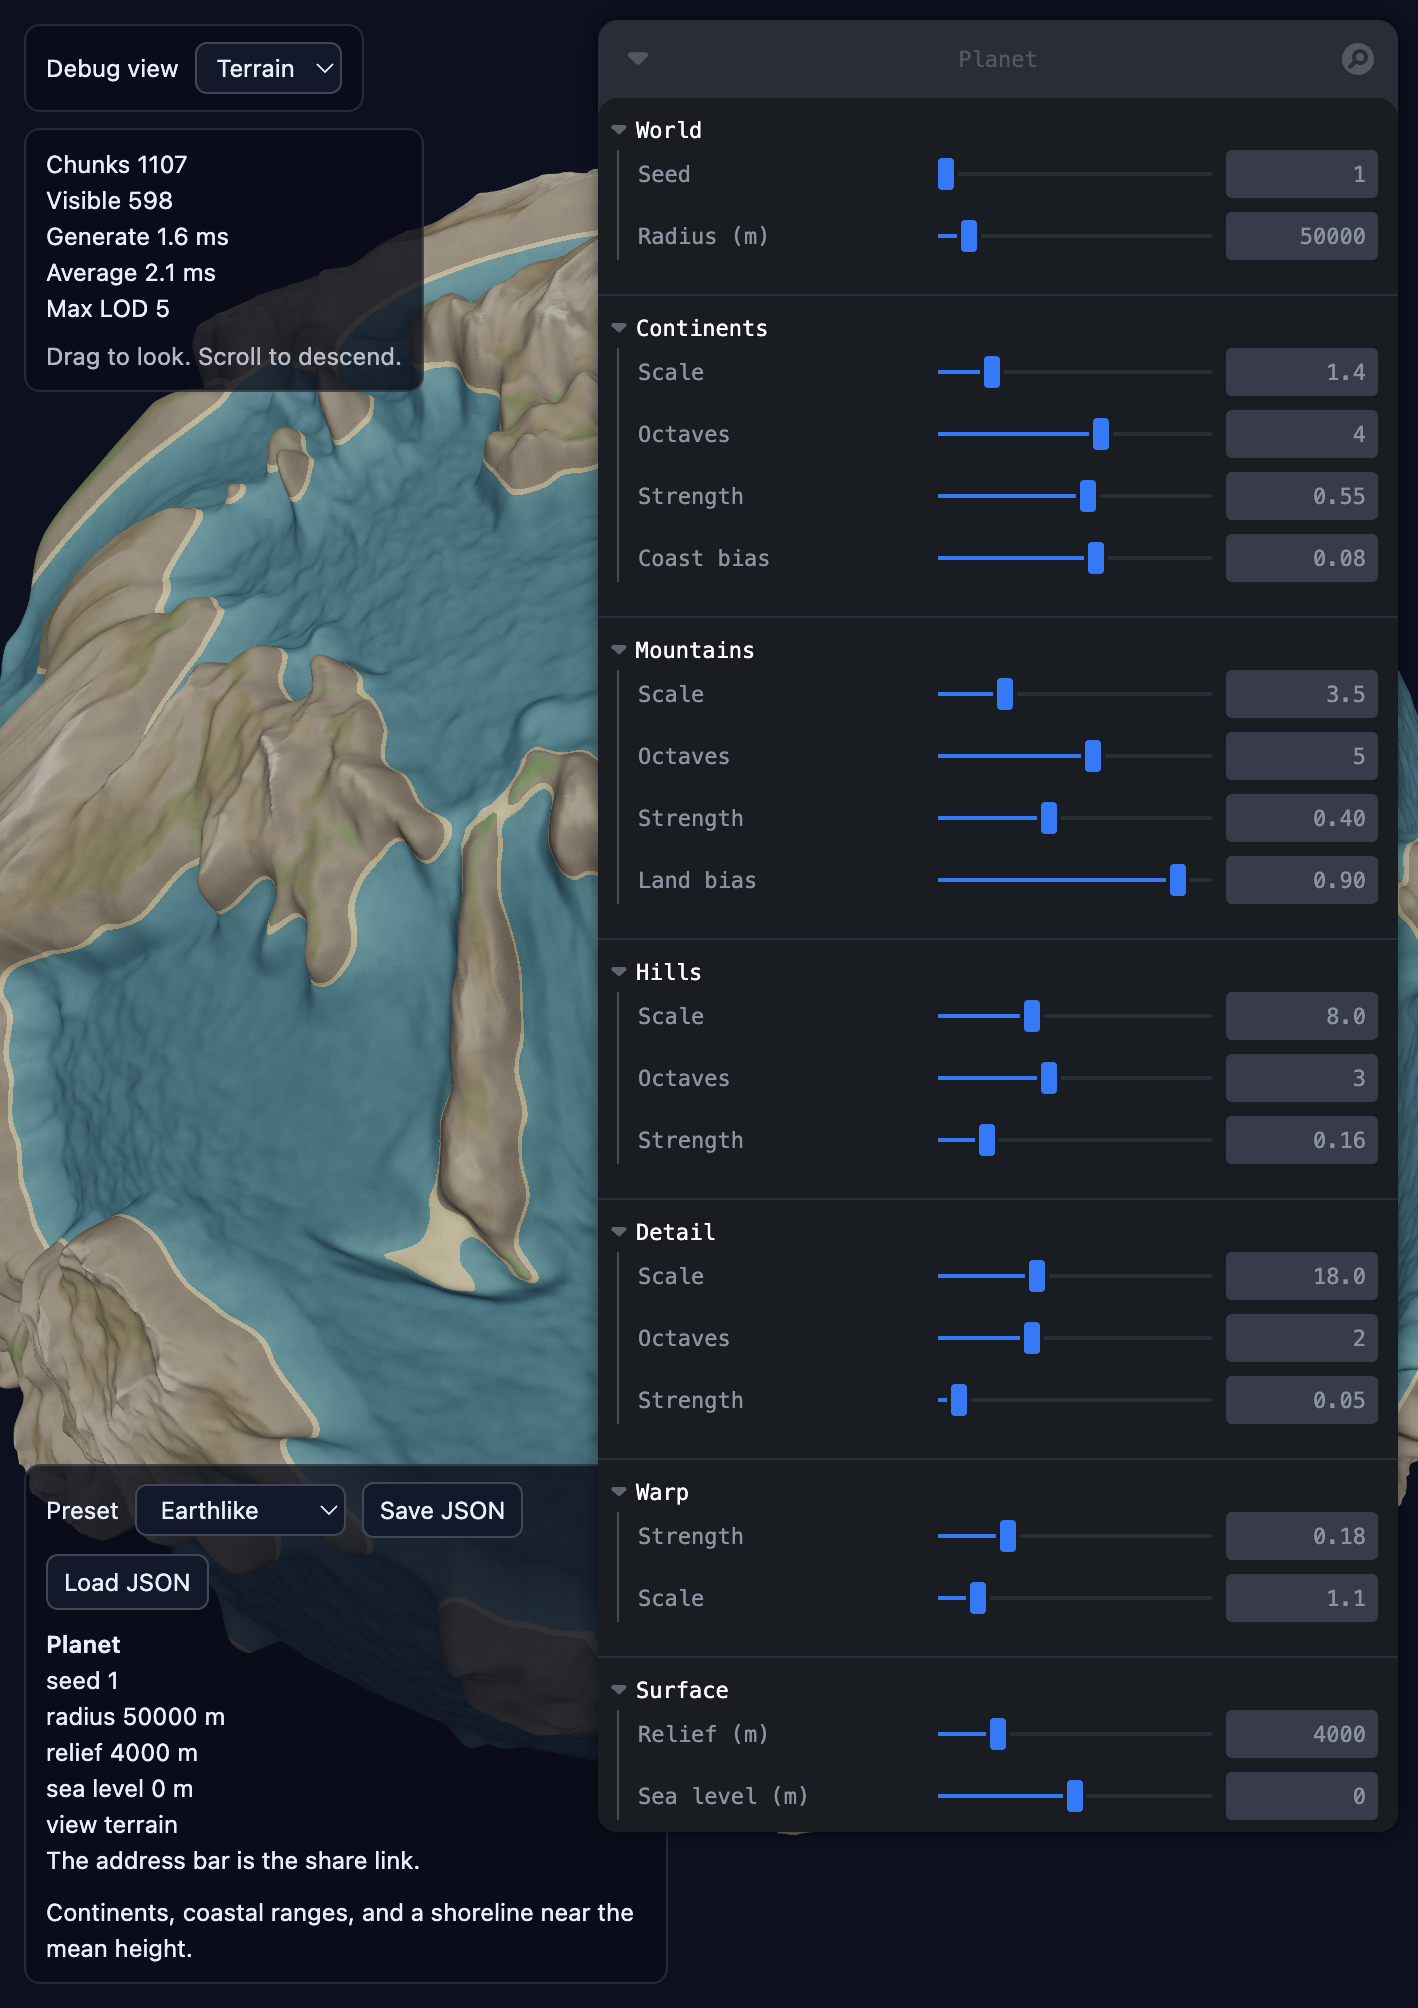 Debug view Terrain
Chunks 1107
Visible 598
Generate 1.6 ms
Average 2.1 ms
Max LOD 5
Drag to look. Scroll to descend.
Planet
World
Seed 1
Radius (m) 50000
Continents
Scale 1.4
Octaves 4
Strength 0.55
Coast bias 0.08
Mountains
Scale 3.5
Octaves 5
Strength 0.40
Land bias 0.90
Hills
Scale 8.0
Octaves 3
Strength 0.16
Detail
Scale 18.0
Octaves 2
Strength 0.05
Warp
Strength 0.18
Scale 1.1
Surface
Relief (m) 4000
Sea level (m) 0
Preset Earthlike Save JSON
Load JSON
Planet
seed 1
radius 50000 m
relief 4000 m
sea level 0 m
view terrain
The address bar is the share link.
Continents, coastal ranges, and a shoreline near the
mean height.